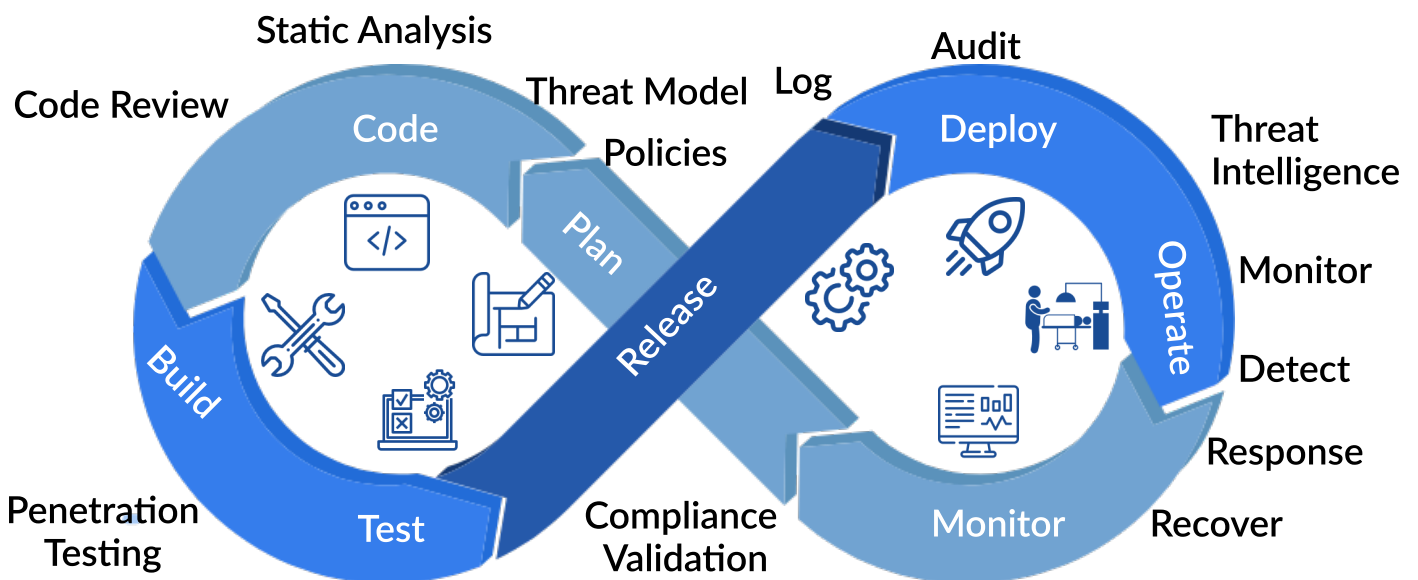 Static Analysis
Audit
Code Review
Threat Model
Log
Code
Deploy
Threat
Intelligence
Policies
Plan
Operate
Monitor
Release
Build
Detect
Response
Penetration
Testing
Test
Compliance
Validation
Monitor
Recover